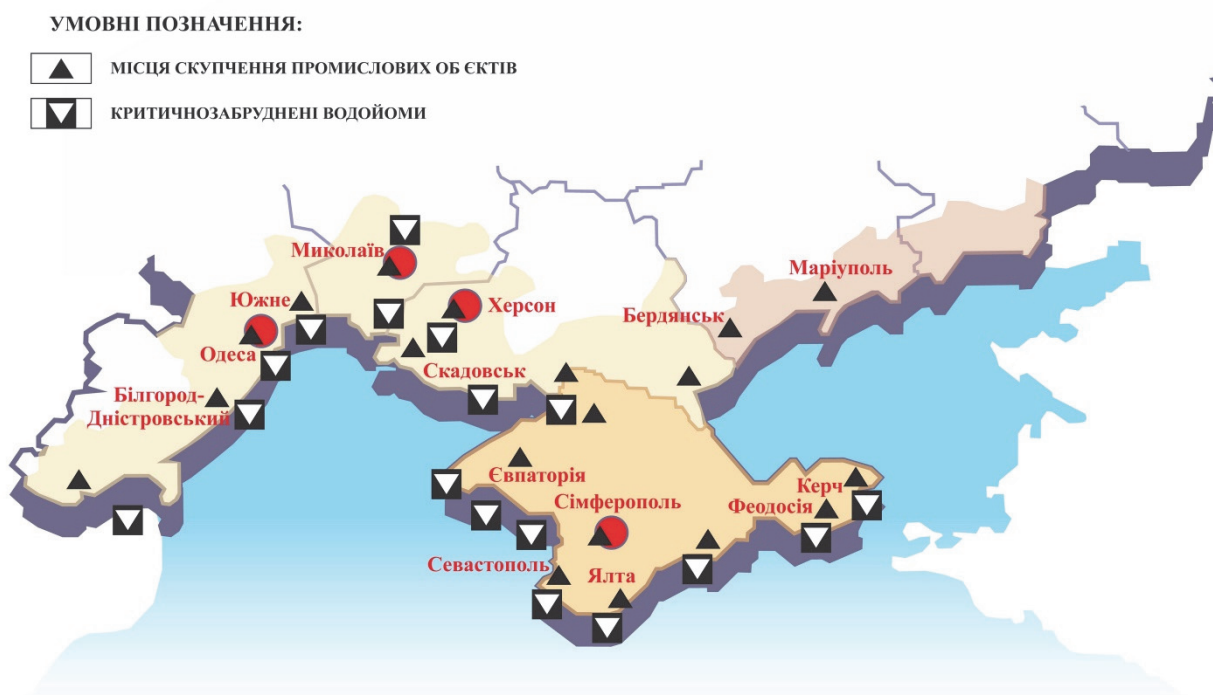 УМОВНІ ПОЗНАЧЕННЯ:
МІСЦЯ СКУПЧЕННЯ ПРОМИСЛОВИХ ОБ ЄКТІВ
КРИТИЧНОЗАБРУДНЕНІ ВОДОЙОМИ
Миколаїв
Маріуполь
Южне
Херсон
Бердянськ
Одеса
Скадовськ
Білгород-
Дністровський
Євпаторія
Керч
Сімферополь
Феодосія
Севастополь
Ялта